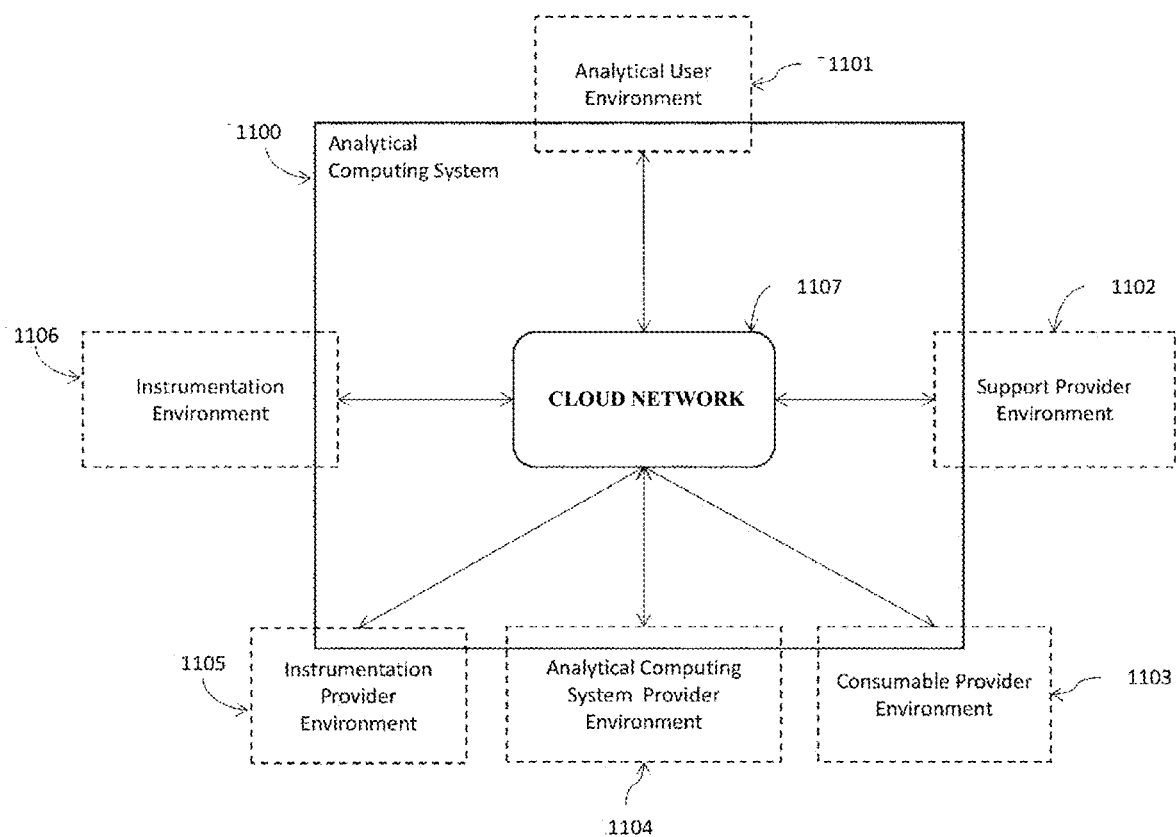 Analytical User
Environment
1101
1100
Analytical
Computing System
1107
1102
1106
Instrumentation
Environment
CLOUD NETWORK
Support Provider
Environment
1105
Instrumentation
Provider
Environment
Analytical Computing
System Provider
Environment
Consumable Provider
Environment
1103
1104